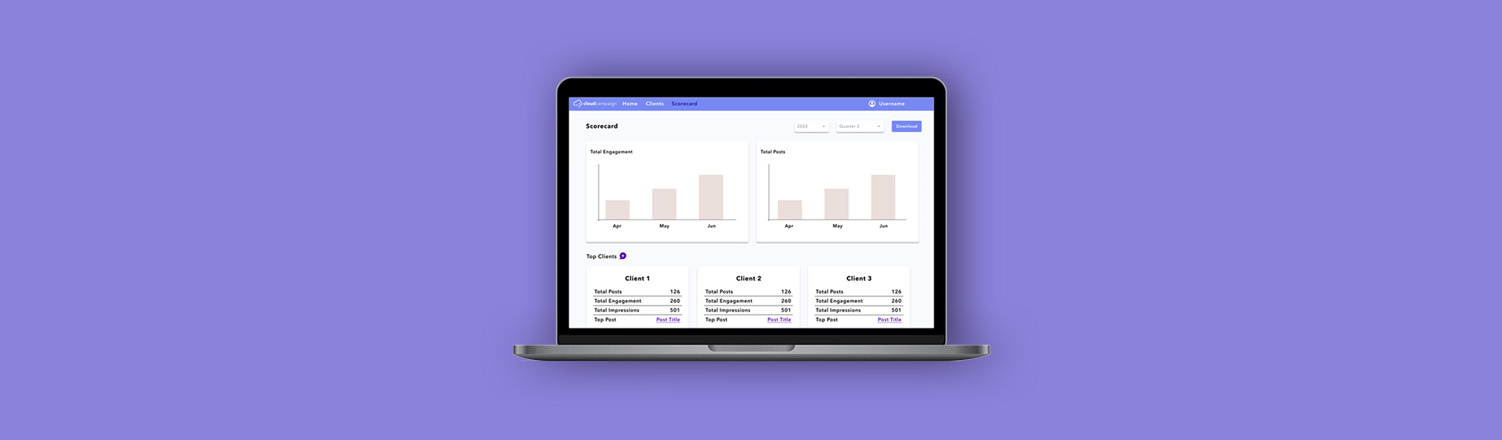 cloudcampaign Home Clients Scorecard Username
Scorecard 2022 Quarter 2 Download
Total Engagement Total Posts
Apr May Jun Apr May Jun
Top Clients
Client 1 Client 2 Client 3
Total Posts 126 Total Posts 126 Total Posts 126
Total Engagement 260 Total Engagement 260 Total Engagement 260
Total Impressions 501 Total Impressions 501 Total Impressions 501
Top Post Post Title Top Post Post Title Top Post Post Title